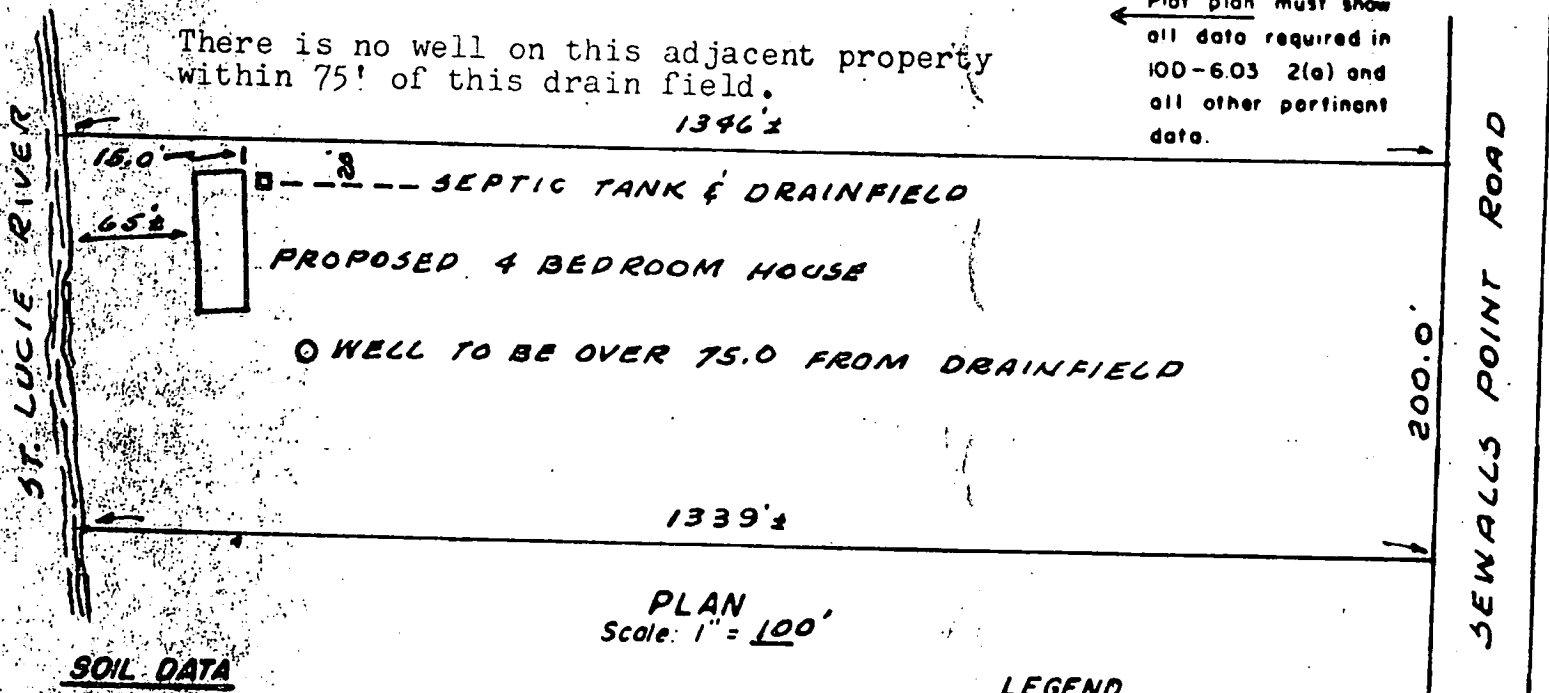 Plot plan must show
all data required in
10D-6.03 2(a) and
all other pertinent
data.
There is no well on this adjacent property
within 75' of this drain field.
1346'±
15.0'
SEPTIC TANK & DRAINFIELD
65'±
PROPOSED 4 BEDROOM HOUSE
WELL TO BE OVER 75.0 FROM DRAINFIELD
200.0'
1339'±
ST. LUCIE RIVER
SEWALLS POINT ROAD
PLAN
Scale: 1" = 100'
SOIL DATA
LEGEND